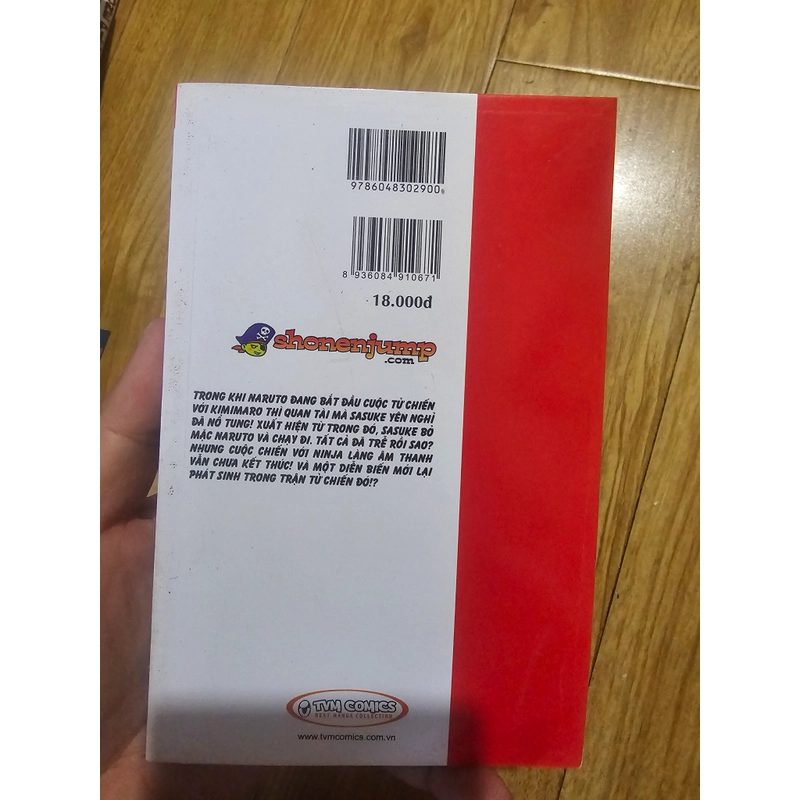 9786048302900
8 936084 910671
18.000đ
shonenjump
.com
TRONG KHI NARUTO ĐANG BẮT ĐẦU CUỘC TỬ CHIẾN
VỚI KIMIMARO THÌ QUAN TÀI MÀ SASUKE YÊN NGHỈ
ĐÃ NỔ TUNG! XUẤT HIỆN TỪ TRONG ĐÓ, SASUKE BỎ
MẶC NARUTO VÀ CHẠY ĐI. TẤT CẢ ĐÃ TRỄ RỒI SAO?
NHƯNG CUỘC CHIẾN VỚI NINJA LÀNG ÂM THANH
VẪN CHƯA KẾT THÚC! VÀ MỘT DIỄN BIẾN MỚI LẠI
PHÁT SINH TRONG TRẬN TỬ CHIẾN ĐÓ!?
TVM COMICS
BEST MANGA COLLECTION
www.tvmcomics.com.vn